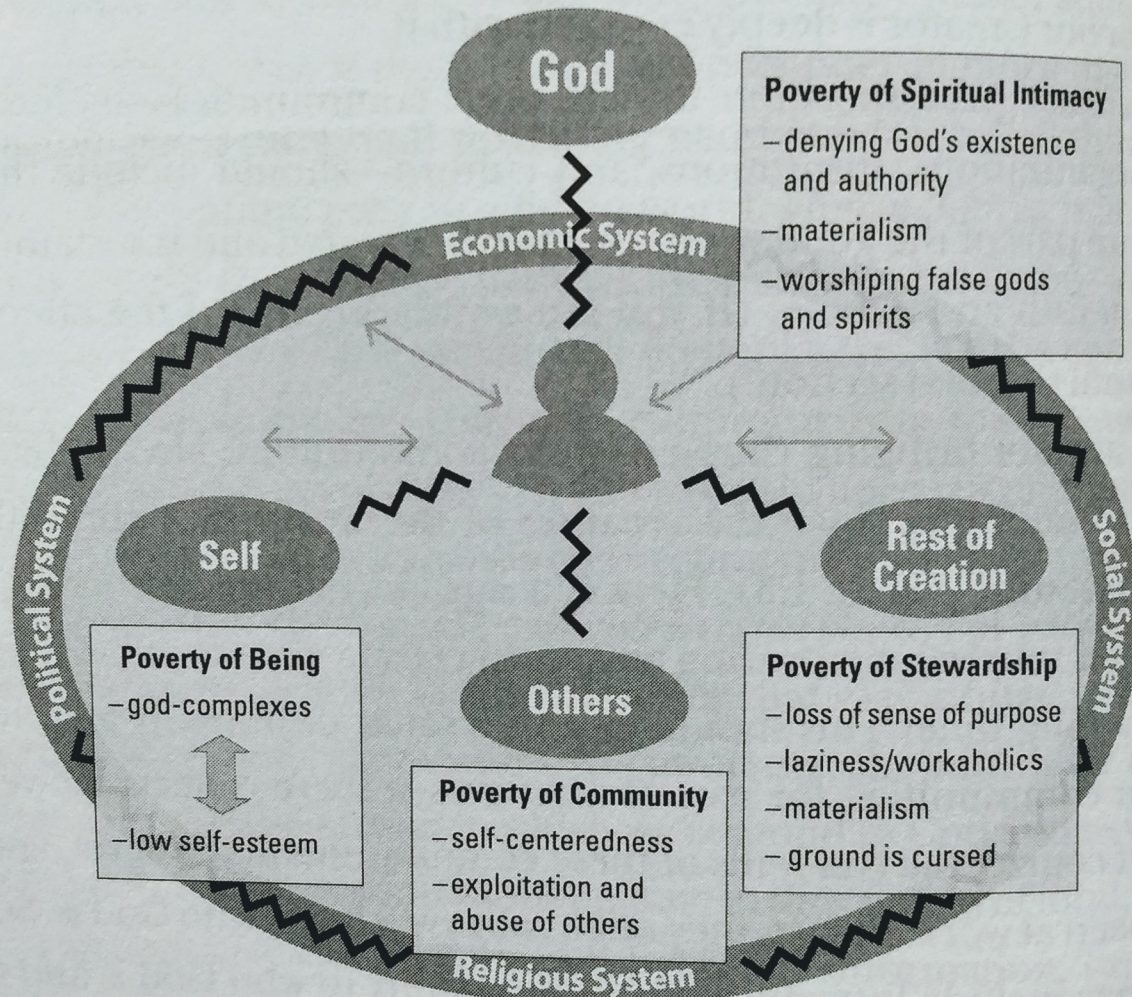 God
Poverty of Spiritual Intimacy
–denying God's existence
and authority
–materialism
–worshiping false gods
and spirits
Economic System
Political System
Social System
Self
Rest of
Creation
Others
Poverty of Being
–god-complexes
–low self-esteem
Poverty of Community
–self-centeredness
–exploitation and
abuse of others
Poverty of Stewardship
–loss of sense of purpose
–laziness/workaholics
–materialism
– ground is cursed
Religious System